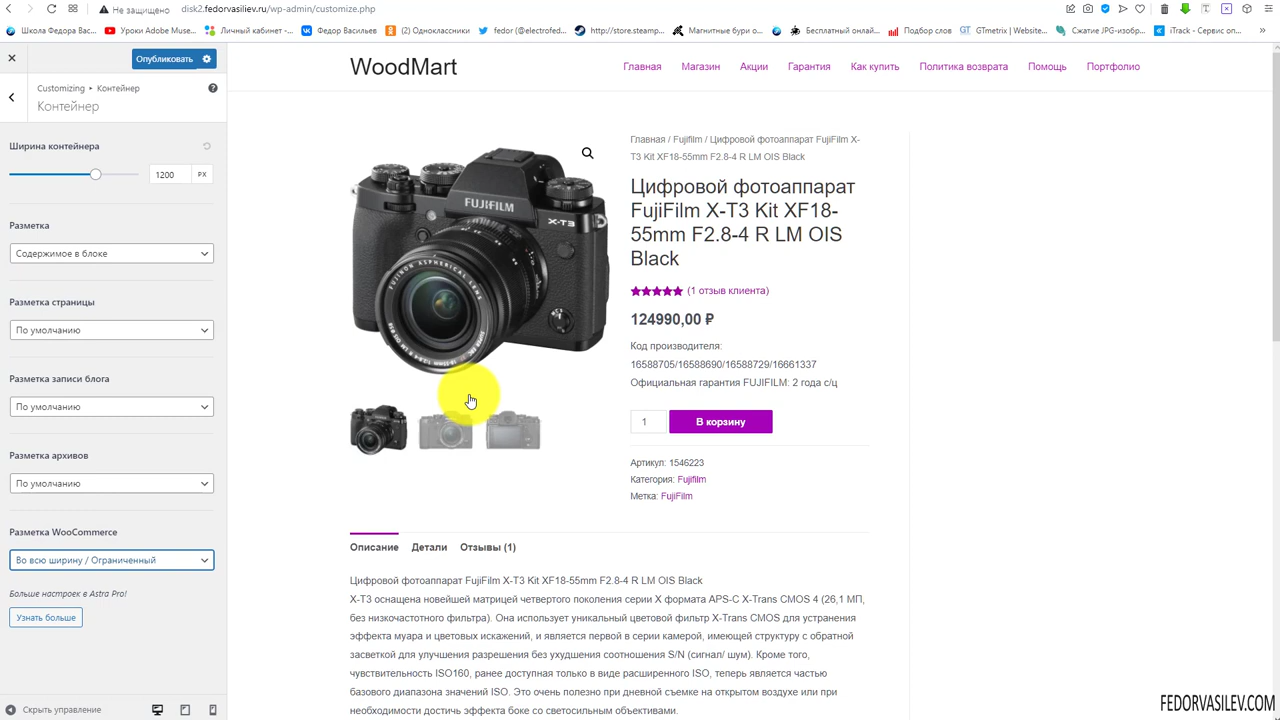 Не защищено
disk2.fedorvasiliev.ru/wp-admin/customize.php
Школа Федора Вас...
Уроки Adobe Muse...
Личный кабинет -...
Федор Васильев
(2) Одноклассники
fedor (@electrofed...
http://store.steamp...
Магнитные бури о...
Бесплатный онлай...
Подбор слов
GTmetrix | Website...
Сжатие JPG-изобр...
iTrack - Сервис оп...
Опубликовать
Customizing ▸ Контейнер
Контейнер
Ширина контейнера
1200 PX
Разметка
Содержимое в блоке
Разметка страницы
По умолчанию
Разметка записи блога
По умолчанию
Разметка архивов
По умолчанию
Разметка WooCommerce
Во всю ширину / Ограниченный
Больше настроек в Astra Pro!
Узнать больше
Скрыть управление
WoodMart
Главная
Магазин
Акции
Гарантия
Как купить
Политика возврата
Помощь
Портфолио
FUJIFILM
X-T3
FUJINON ASPHERICAL LENS
Главная / Fujifilm / Цифровой фотоаппарат FujiFilm X-
T3 Kit XF18-55mm F2.8-4 R LM OIS Black
Цифровой фотоаппарат
FujiFilm X-T3 Kit XF18-
55mm F2.8-4 R LM OIS
Black
(1 отзыв клиента)
124990,00 ₽
Код производителя:
16588705/16588690/16588729/16661337
Официальная гарантия FUJIFILM: 2 года с/ц
1
В корзину
Артикул: 1546223
Категория: Fujifilm
Метка: FujiFilm
Описание
Детали
Отзывы (1)
Цифровой фотоаппарат FujiFilm X-T3 Kit XF18-55mm F2.8-4 R LM OIS Black
X-T3 оснащена новейшей матрицей четвертого поколения серии X формата APS-C X-Trans CMOS 4 (26,1 МП,
без низкочастотного фильтра). Она использует уникальный цветовой фильтр X-Trans CMOS для устранения
эффекта муара и цветовых искажений, и является первой в серии камерой, имеющей структуру с обратной
засветкой для улучшения разрешения без ухудшения соотношения S/N (сигнал/ шум). Кроме того,
чувствительность ISO160, ранее доступная только в виде расширенного ISO, теперь является частью
базового диапазона значений ISO. Это очень полезно при дневной съемке на открытом воздухе или при
необходимости достичь эффекта боке со светосильным объективами.
FEDORVASILEV.COM